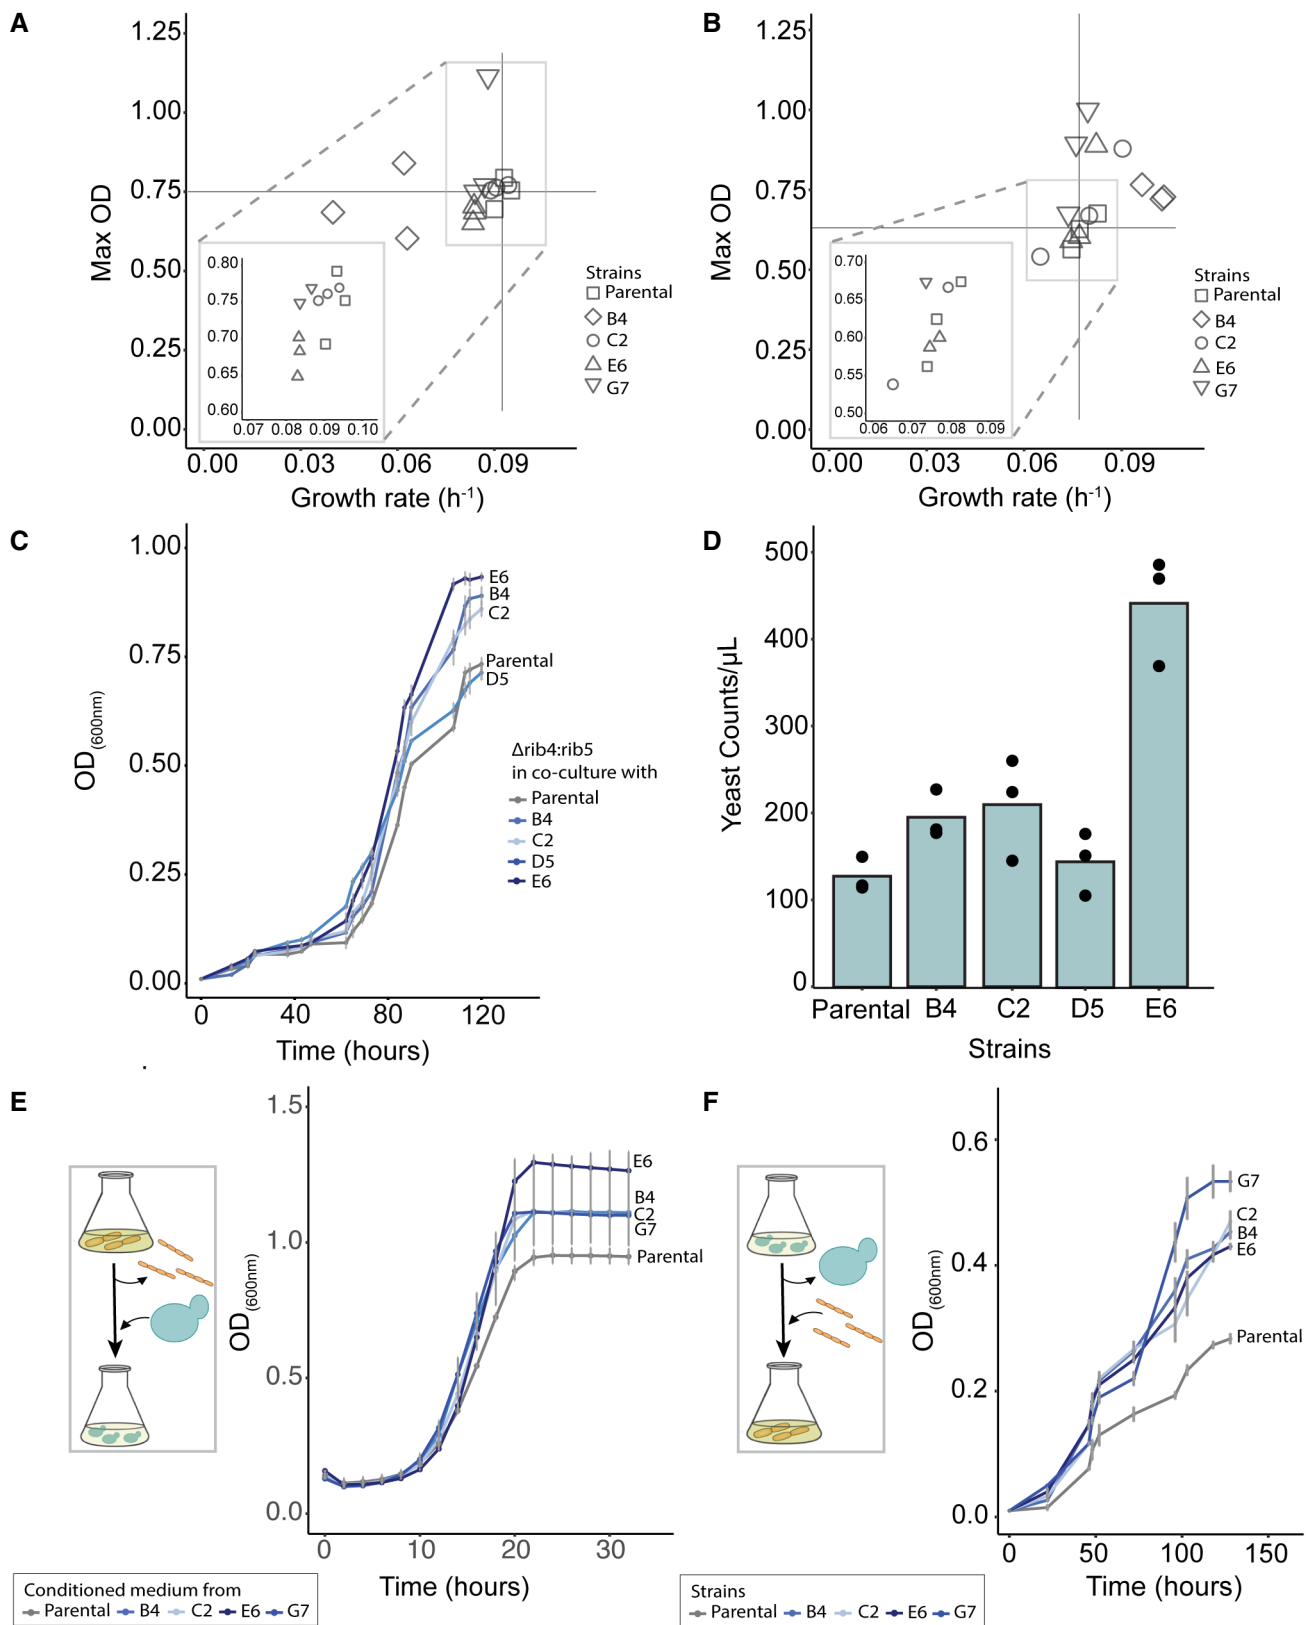 A
1.25
1.00
0.75
0.50
0.25
0.00
Max OD
0.80
0.75
0.70
0.65
0.60
0.07 0.08 0.09 0.10
0.00 0.03 0.06 0.09
Growth rate (h-1)
Strains
Parental
B4
C2
E6
G7
B
1.25
1.00
0.75
0.50
0.25
0.00
Max OD
0.70
0.65
0.60
0.55
0.50
0.06 0.07 0.08 0.09
0.00 0.03 0.06 0.09
Growth rate (h-1)
Strains
Parental
B4
C2
E6
G7
C
1.00
0.75
0.50
0.25
0.00
OD(600nm)
E6
B4
C2
Parental
D5
Δrib4:rib5
in co-culture with
Parental
B4
C2
D5
E6
0 40 80 120
Time (hours)
D
500
400
300
200
100
0
Yeast Counts/μL
Parental B4 C2 D5 E6
Strains
E
1.5
1.0
0.5
0.0
OD(600nm)
E6
B4
C2
G7
Parental
0 10 20 30
Time (hours)
Conditioned medium from
Parental B4 C2 E6 G7
F
0.6
0.4
0.2
0.0
OD(600nm)
G7
C2
B4
E6
Parental
0 50 100 150
Time (hours)
Strains
Parental B4 C2 E6 G7